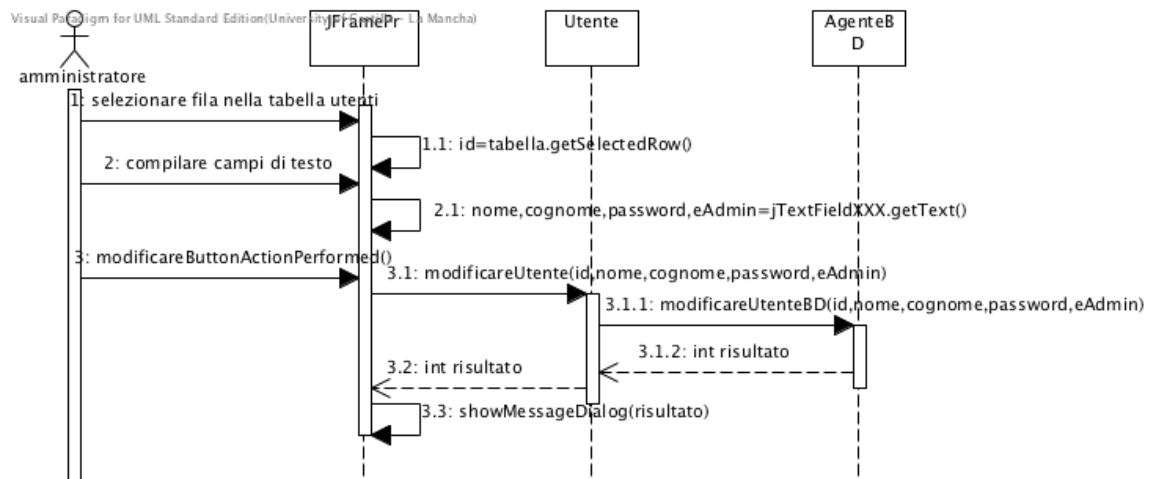 Visual Paradigm for UML Standard Edition(University of Castilla - La Mancha)
JFramePr
Utente
AgenteB
D
amministratore
1: selezionare fila nella tabella utenti
1.1: id=tabella.getSelectedRow()
2: compilare campi di testo
2.1: nome,cognome,password,eAdmin=jTextFieldXXX.getText()
3: modificareButtonActionPerformed()
3.1: modificareUtente(id,nome,cognome,password,eAdmin)
3.1.1: modificareUtenteBD(id,nome,cognome,password,eAdmin)
3.1.2: int risultato
3.2: int risultato
3.3: showMessageDialog(risultato)